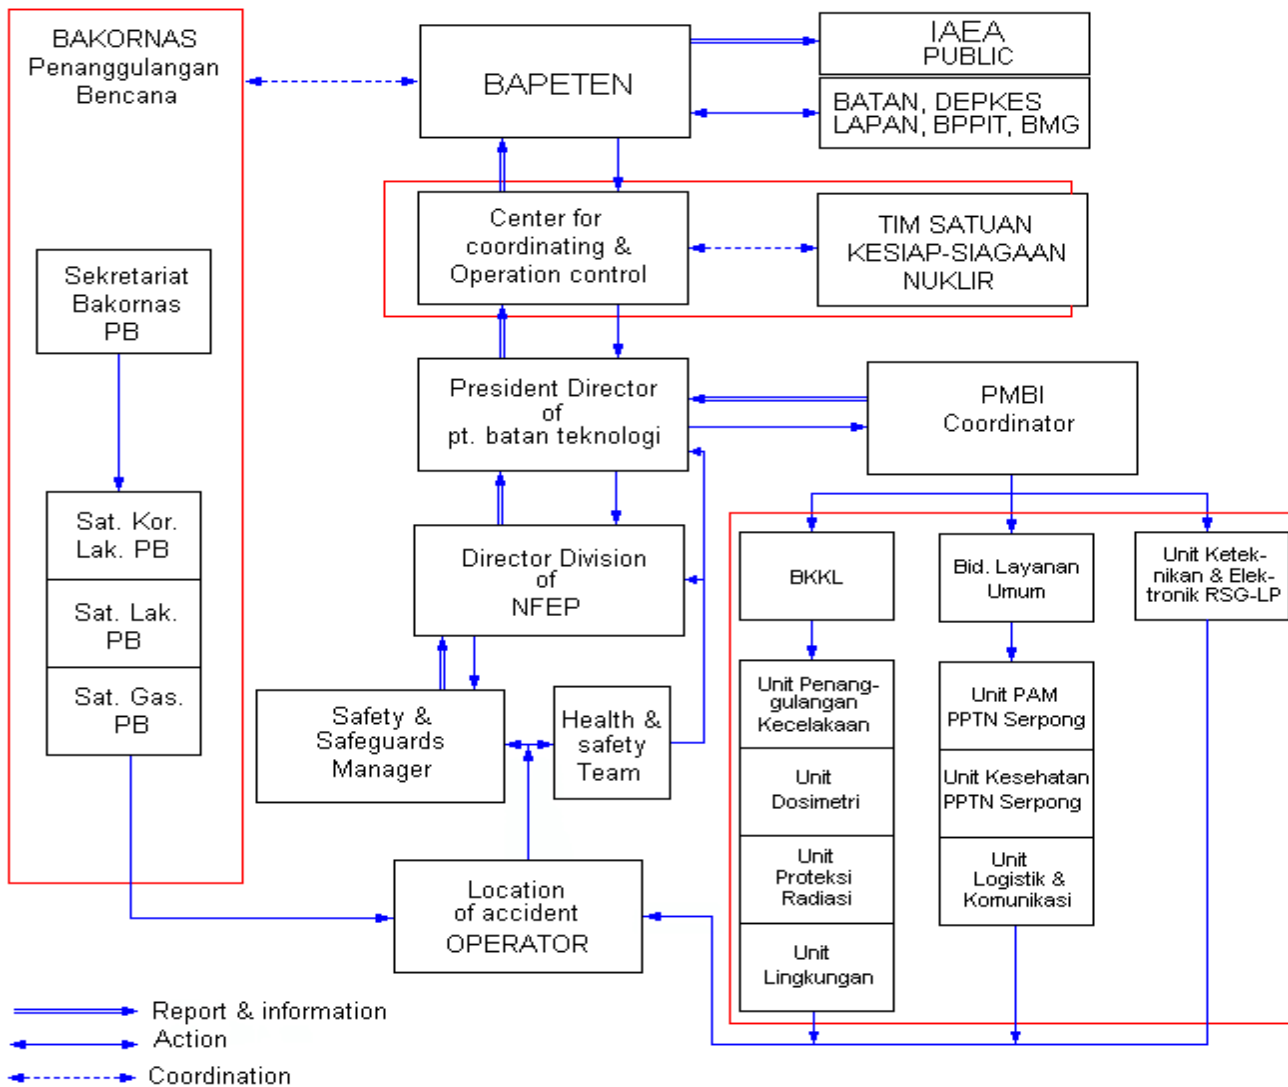 BAKORNAS
Penanggulangan
Bencana
Sekretariat
Bakornas
PB
Sat. Kor.
Lak. PB
Sat. Lak.
PB
Sat. Gas.
PB
BAPETEN
IAEA
PUBLIC
BATAN, DEPKES
LAPAN, BPPIT, BMG
Center for
coordinating &
Operation control
TIM SATUAN
KESIAP-SIAGAAN
NUKLIR
President Director
of
pt. batan teknologi
PMBI
Coordinator
Director Division
of
NFEP
Safety &
Safeguards
Manager
Health &
safety
Team
Location
of accident
OPERATOR
BKKL
Unit Penang-
gulangan
Kecelakaan
Unit
Dosimetri
Unit
Proteksi
Radiasi
Unit
Lingkungan
Bid. Layanan
Umum
Unit PAM
PPTN Serpong
Unit Kesehatan
PPTN Serpong
Unit
Logistik &
Komunikasi
Unit Ketek-
nikan & Elek-
tronik RSG-LP
Report & information
Action
Coordination